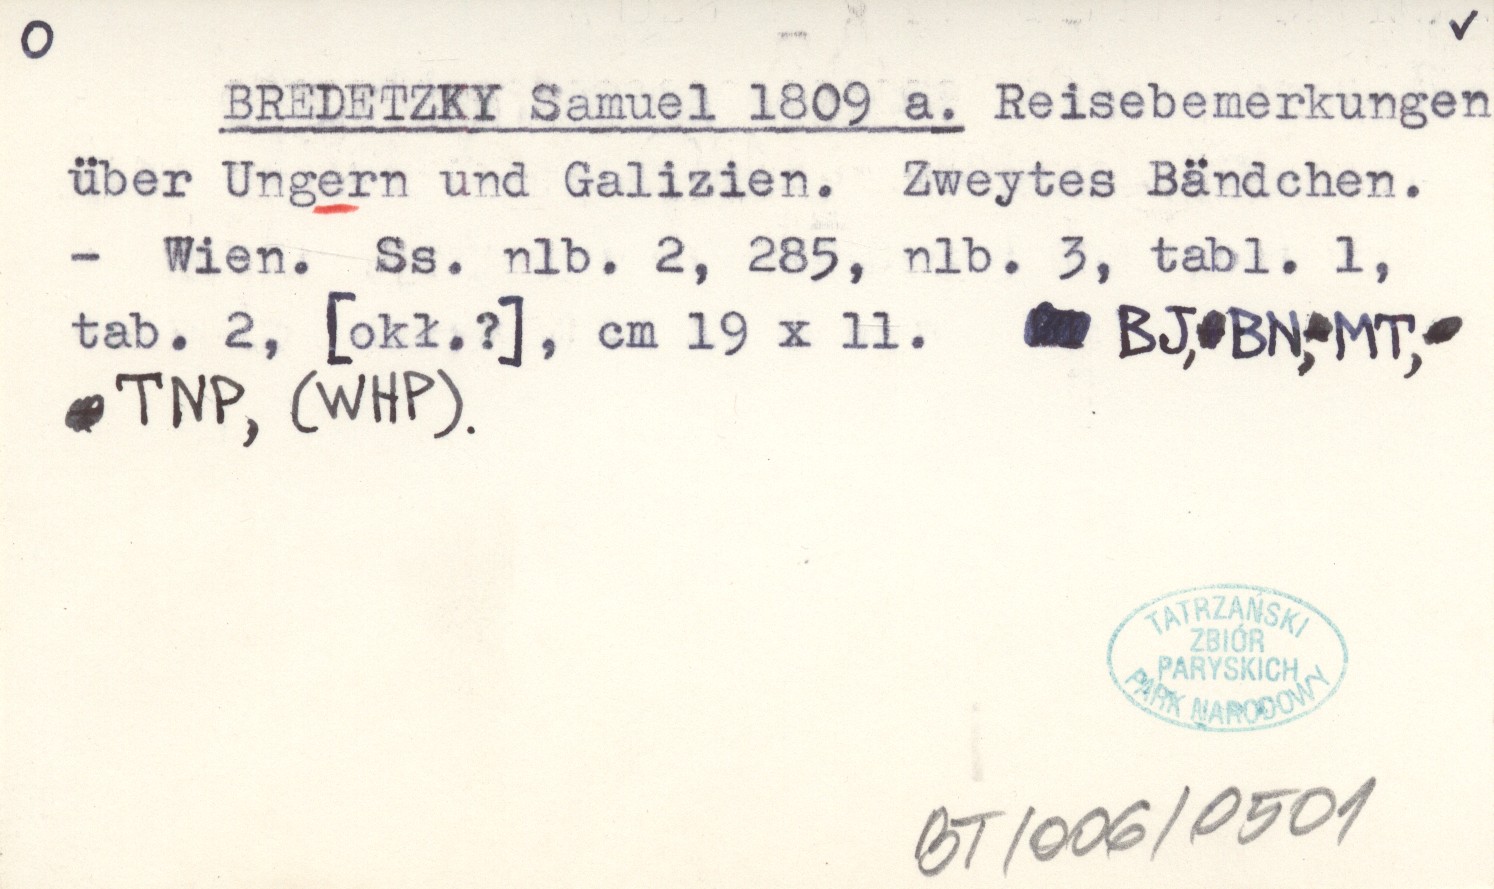 O ✓
BREDETZKY Samuel 1809 a. Reisebemerkungen
über Ungern und Galizien. Zweytes Bändchen.
- Wien. Ss. nlb. 2, 285, nlb. 3, tabl. 1,
tab. 2, [okł.?], cm 19 x 11. BJ, BN, MT,
TNP, (WHP).
TATRZAŃSKI
ZBIÓR
PARYSKICH
PARK NARODOWY
BT/006/0501